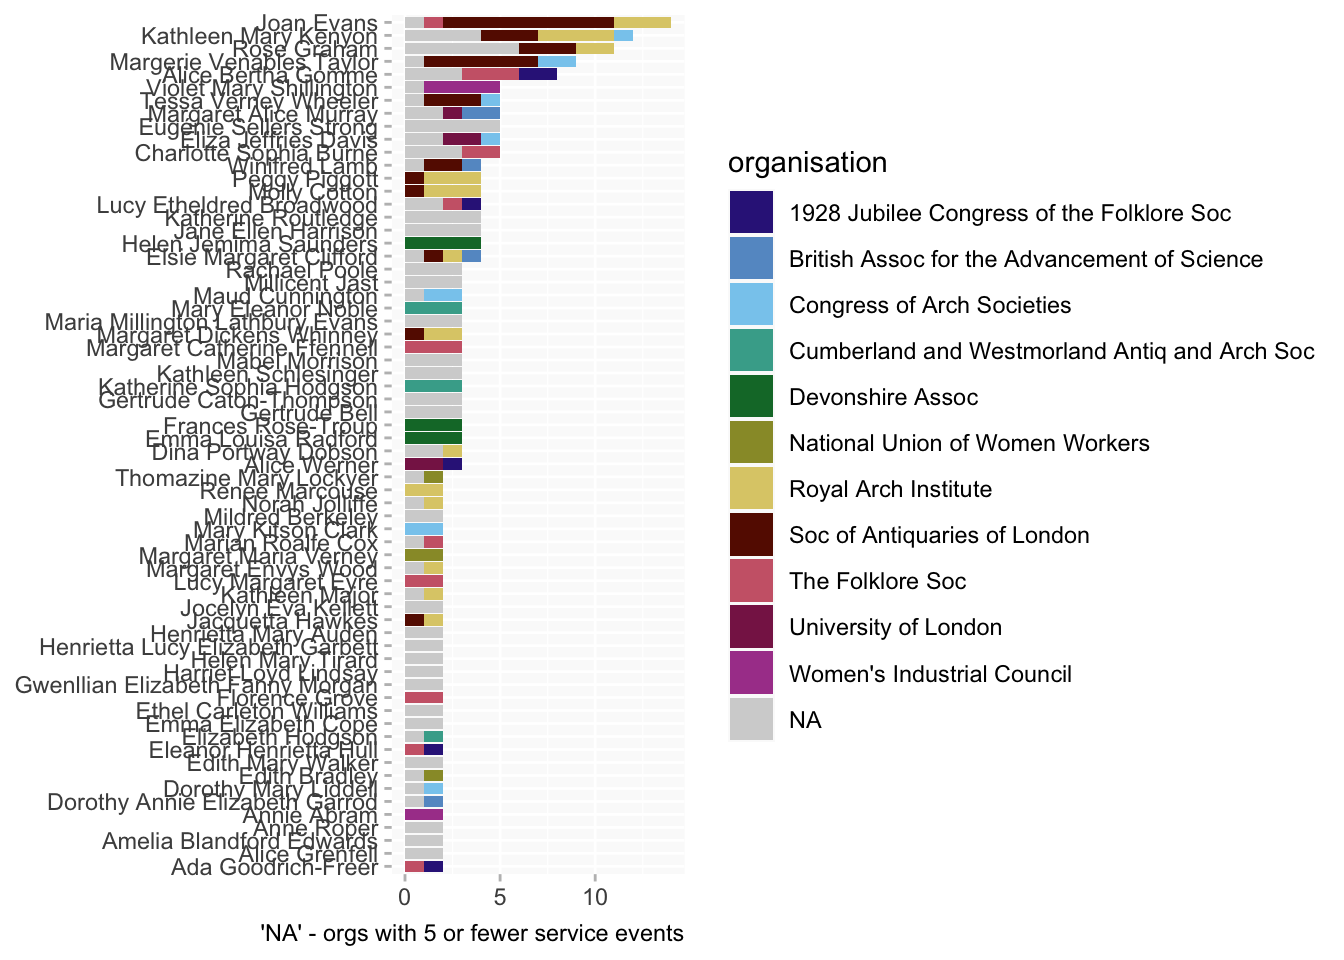 Joan Evans
Kathleen Mary Kenyon
Rose Graham
Margerie Venables Taylor
Alice Bertha Gomme
Violet Mary Shillington
Tessa Verney Wheeler
Margaret Alice Murray
Eugenie Sellers Strong
Eliza Jeffries Davis
Charlotte Sophia Burne
Winifred Lamb
Peggy Piggott
Molly Cotton
Lucy Etheldred Broadwood
Katherine Routledge
Jane Ellen Harrison
Helen Jemima Saunders
Elsie Margaret Clifford
Rachael Poole
Millicent Jast
Maud Cunnington
Mary Eleanor Noble
Maria Millington Lathbury Evans
Margaret Dickens Whinney
Margaret Catherine Ffennell
Mabel Morrison
Kathleen Schlesinger
Katherine Sophia Hodgson
Gertrude Caton-Thompson
Gertrude Bell
Frances Rose-Troup
Emma Louisa Radford
Dina Portway Dobson
Alice Werner
Thomazine Mary Lockyer
Renee Marcouse
Norah Jolliffe
Mildred Berkeley
Mary Kitson Clark
Marian Roalfe Cox
Margaret Maria Verney
Margaret Envys Wood
Lucy Margaret Eyre
Kathleen Major
Jocelyn Eva Kellett
Jacquetta Hawkes
Henrietta Mary Auden
Henrietta Lucy Elizabeth Garbett
Helen Mary Tirard
Harriet Loyd Lindsay
Gwenllian Elizabeth Fanny Morgan
Florence Grove
Ethel Carleton Williams
Emma Elizabeth Cope
Elizabeth Hodgson
Eleanor Henrietta Hull
Edith Mary Walker
Edith Bradley
Dorothy Mary Liddell
Dorothy Annie Elizabeth Garrod
Annie Abram
Anne Roper
Amelia Blandford Edwards
Alice Grenfell
Ada Goodrich-Freer
0 5 10
'NA' - orgs with 5 or fewer service events
organisation
1928 Jubilee Congress of the Folklore Soc
British Assoc for the Advancement of Science
Congress of Arch Societies
Cumberland and Westmorland Antiq and Arch Soc
Devonshire Assoc
National Union of Women Workers
Royal Arch Institute
Soc of Antiquaries of London
The Folklore Soc
University of London
Women's Industrial Council
NA